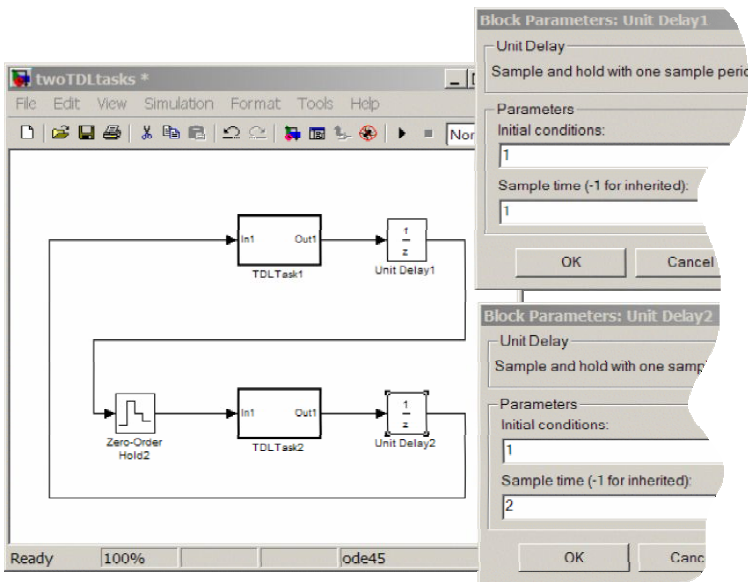 twoTDLtasks *
File Edit View Simulation Format Tools Help
Nor
In1 Out1
TDLTask1
1
z
Unit Delay1
Zero-Order
Hold2
In1 Out1
TDLTask2
1
z
Unit Delay2
Ready 100% ode45
Block Parameters: Unit Delay1
Unit Delay
Sample and hold with one sample peric
Parameters
Initial conditions:
1
Sample time (-1 for inherited):
1
OK Cancel
Block Parameters: Unit Delay2
Unit Delay
Sample and hold with one samp
Parameters
Initial conditions:
1
Sample time (-1 for inherited):
2
OK Canc